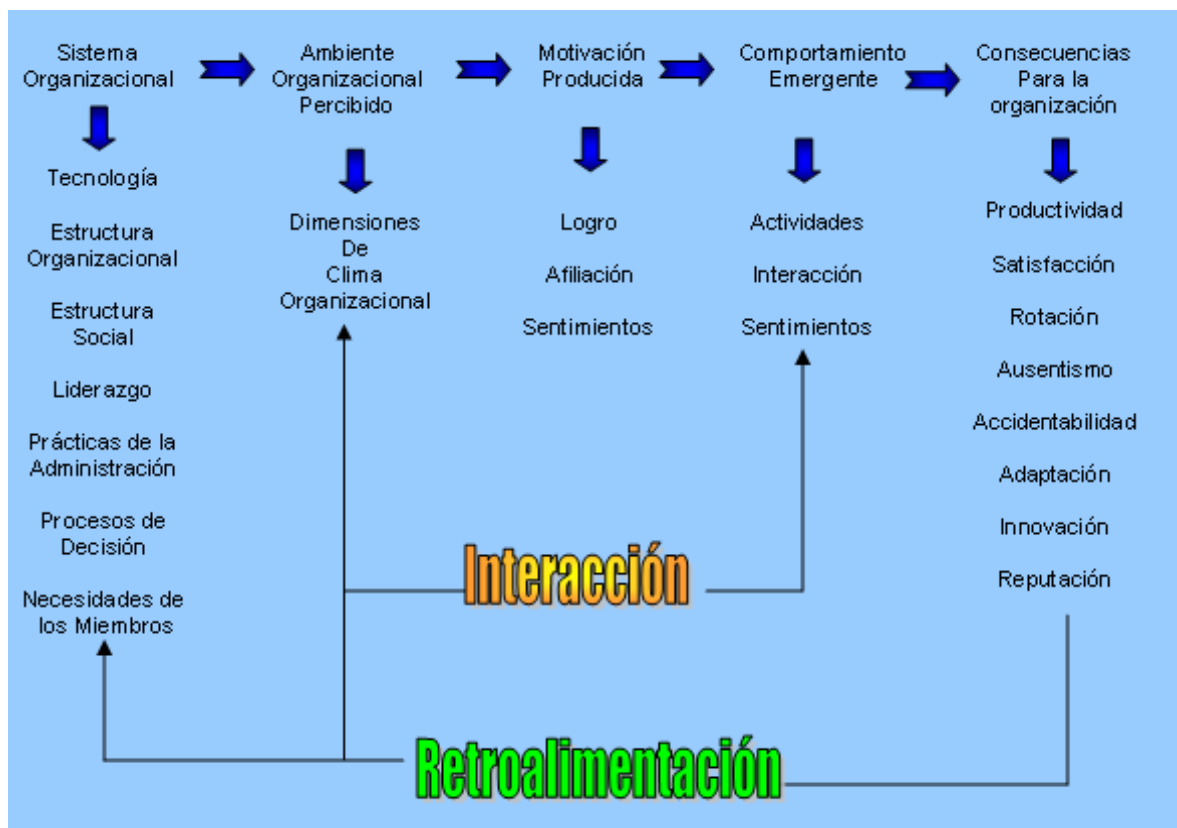 Sistema
Organizacional
Ambiente
Organizacional
Percibido
Motivación
Producida
Comportamiento
Emergente
Consecuencias
Para la
organización
Tecnología
Estructura
Organizacional
Estructura
Social
Liderazgo
Prácticas de la
Administración
Procesos de
Decisión
Necesidades de
los Miembros
Dimensiones
De
Clima
Organizacional
Logro
Afiliación
Sentimientos
Actividades
Interacción
Sentimientos
Productividad
Satisfacción
Rotación
Ausentismo
Accidentabilidad
Adaptación
Innovación
Reputación
Interacción
Retroalimentación